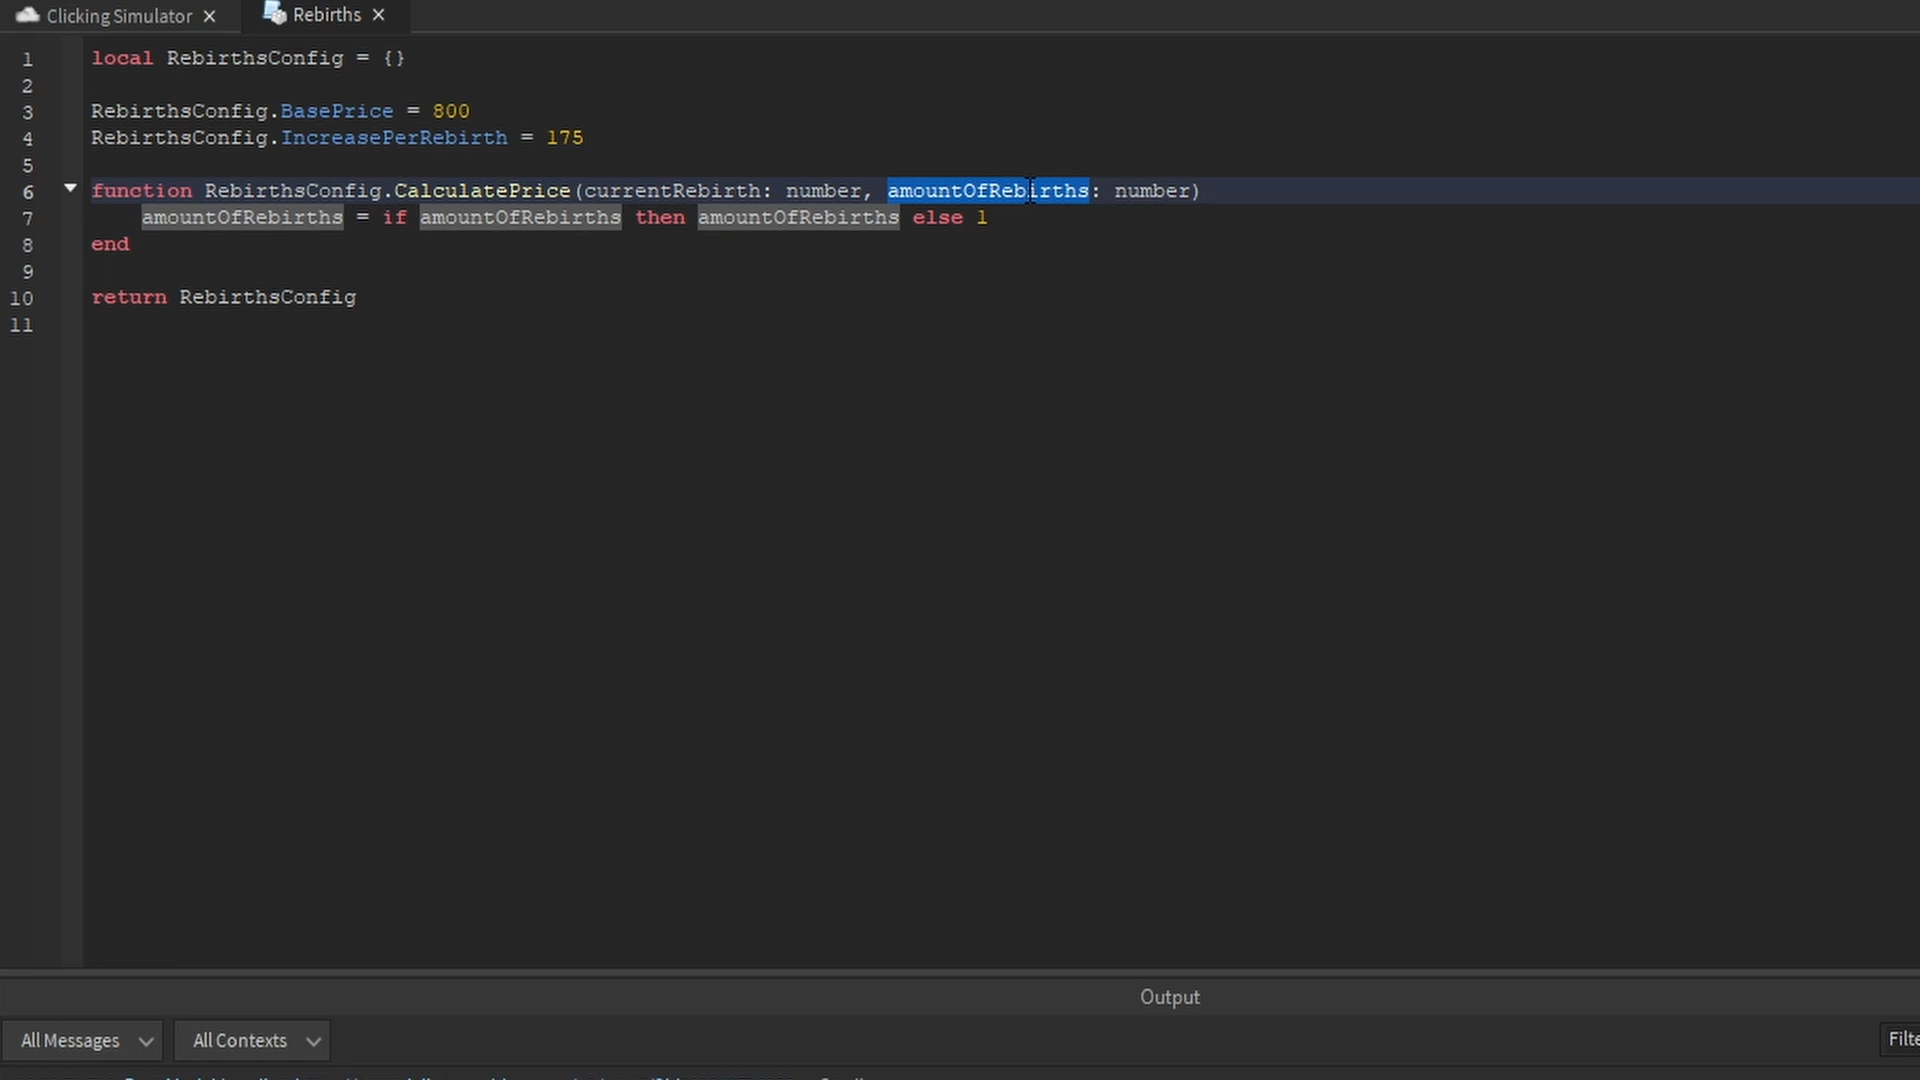 Clicking Simulator
Rebirths
1 local RebirthsConfig = {}
2
3 RebirthsConfig.BasePrice = 800
4 RebirthsConfig.IncreasePerRebirth = 175
5
6 function RebirthsConfig.CalculatePrice(currentRebirth: number, amountOfRebirths: number)
7 amountOfRebirths = if amountOfRebirths then amountOfRebirths else 1
8 end
9
10 return RebirthsConfig
11
Output
All Messages All Contexts Filte